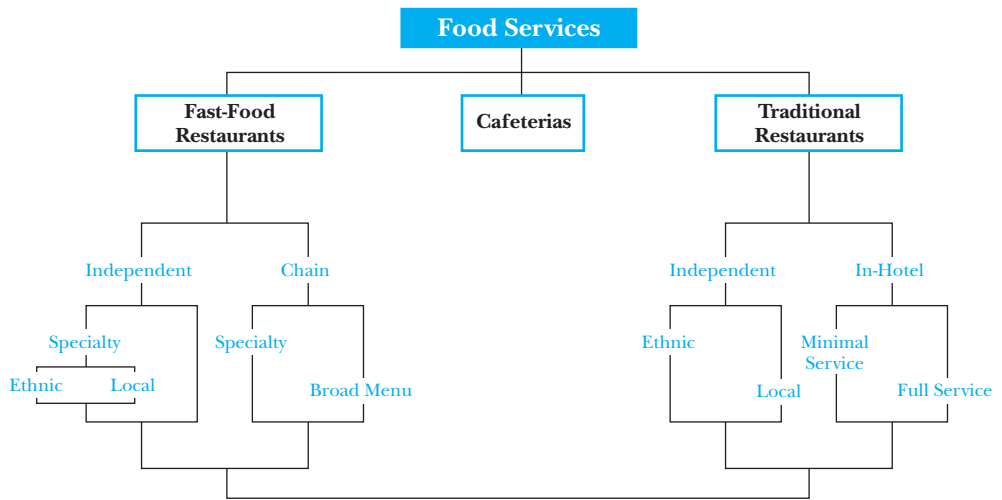 Food Services
Fast-Food
Restaurants
Cafeterias
Traditional
Restaurants
Independent
Chain
Independent
In-Hotel
Specialty
Specialty
Ethnic
Minimal
Service
Ethnic
Local
Broad Menu
Local
Full Service